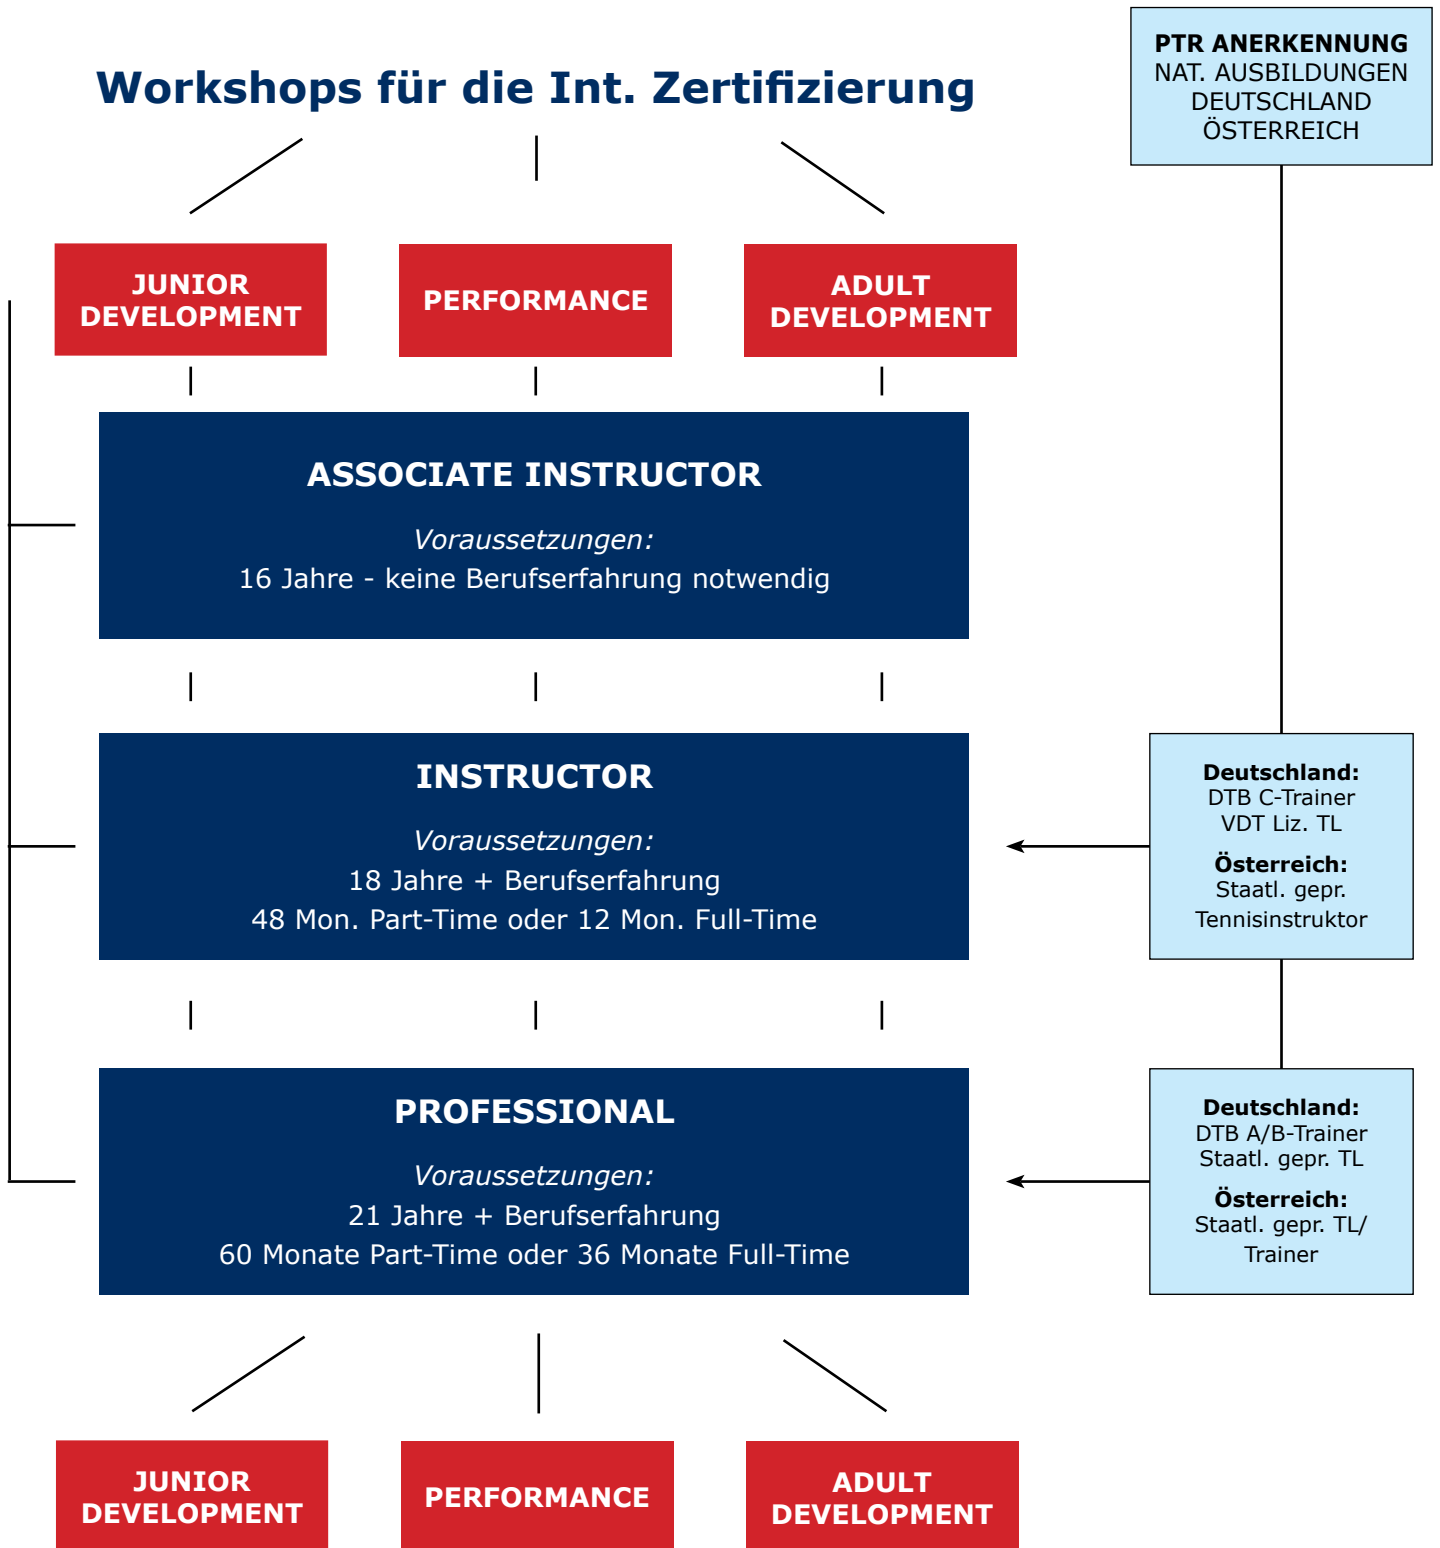 Workshops für die Int. Zertifizierung
PTR ANERKENNUNG
NAT. AUSBILDUNGEN
DEUTSCHLAND
ÖSTERREICH
JUNIOR
DEVELOPMENT
PERFORMANCE
ADULT
DEVELOPMENT
ASSOCIATE INSTRUCTOR
Voraussetzungen:
16 Jahre - keine Berufserfahrung notwendig
INSTRUCTOR
Voraussetzungen:
18 Jahre + Berufserfahrung
48 Mon. Part-Time oder 12 Mon. Full-Time
Deutschland:
DTB C-Trainer
VDT Liz. TL
Österreich:
Staatl. gepr.
Tennisinstruktor
PROFESSIONAL
Voraussetzungen:
21 Jahre + Berufserfahrung
60 Monate Part-Time oder 36 Monate Full-Time
Deutschland:
DTB A/B-Trainer
Staatl. gepr. TL
Österreich:
Staatl. gepr. TL/
Trainer
JUNIOR
DEVELOPMENT
PERFORMANCE
ADULT
DEVELOPMENT